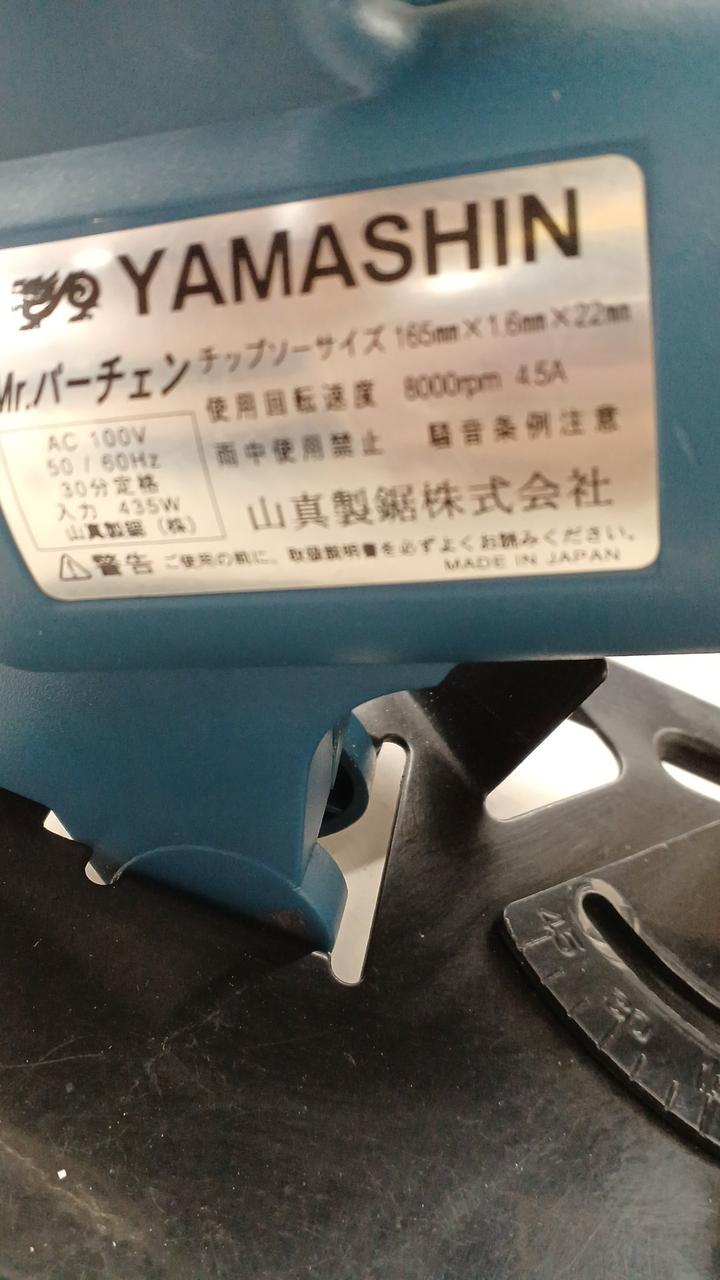 YAMASHIN
Mr.バーチェン
チップソーサイズ 165mm×1.6mm×22mm
使用回転速度 8000rpm 4.5A
雨中使用禁止 騒音条例注意
AC 100V
50 / 60Hz
30分定格
入力 435W
山真製鋸（株）
山真製鋸株式会社
警告 ご使用の前に、取扱説明書を必ずよくお読みください。
MADE IN JAPAN
45
30